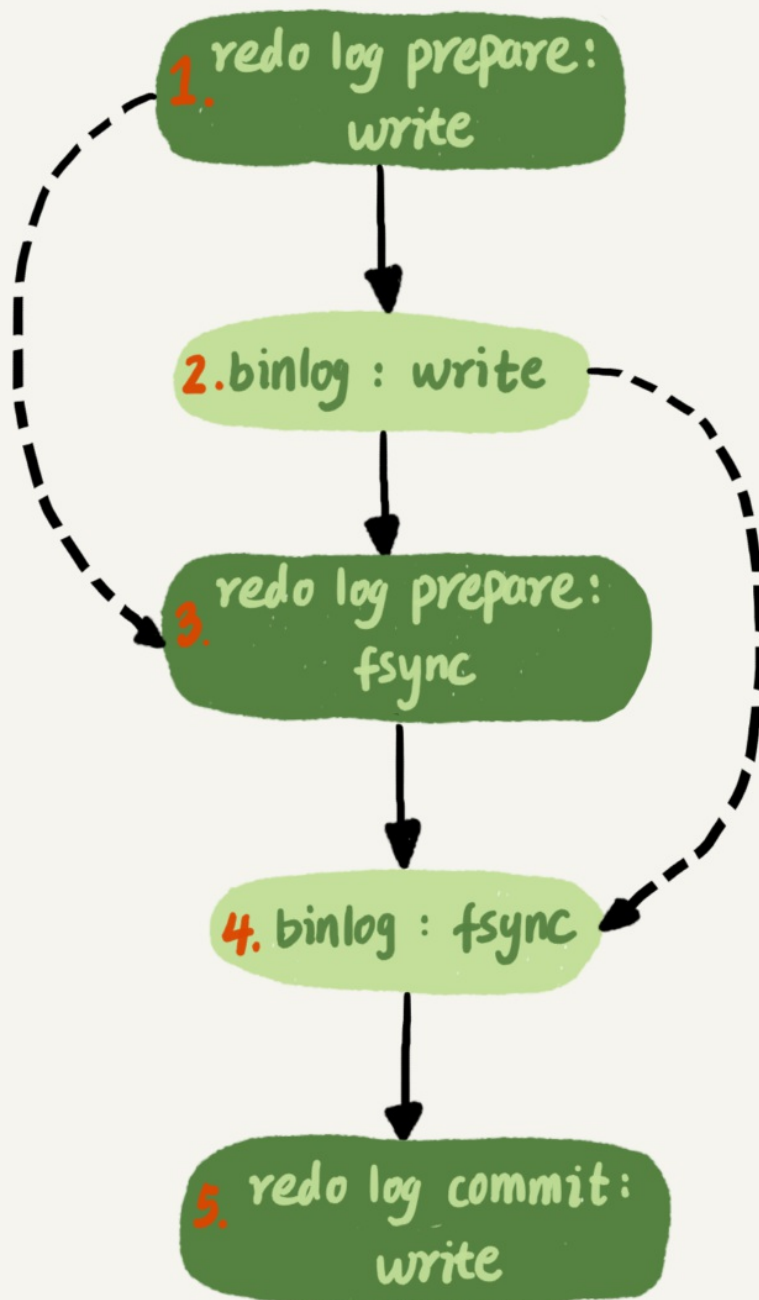 1. redo log prepare:
write
2. binlog : write
3. redo log prepare:
fsync
4. binlog : fsync
5. redo log commit:
write